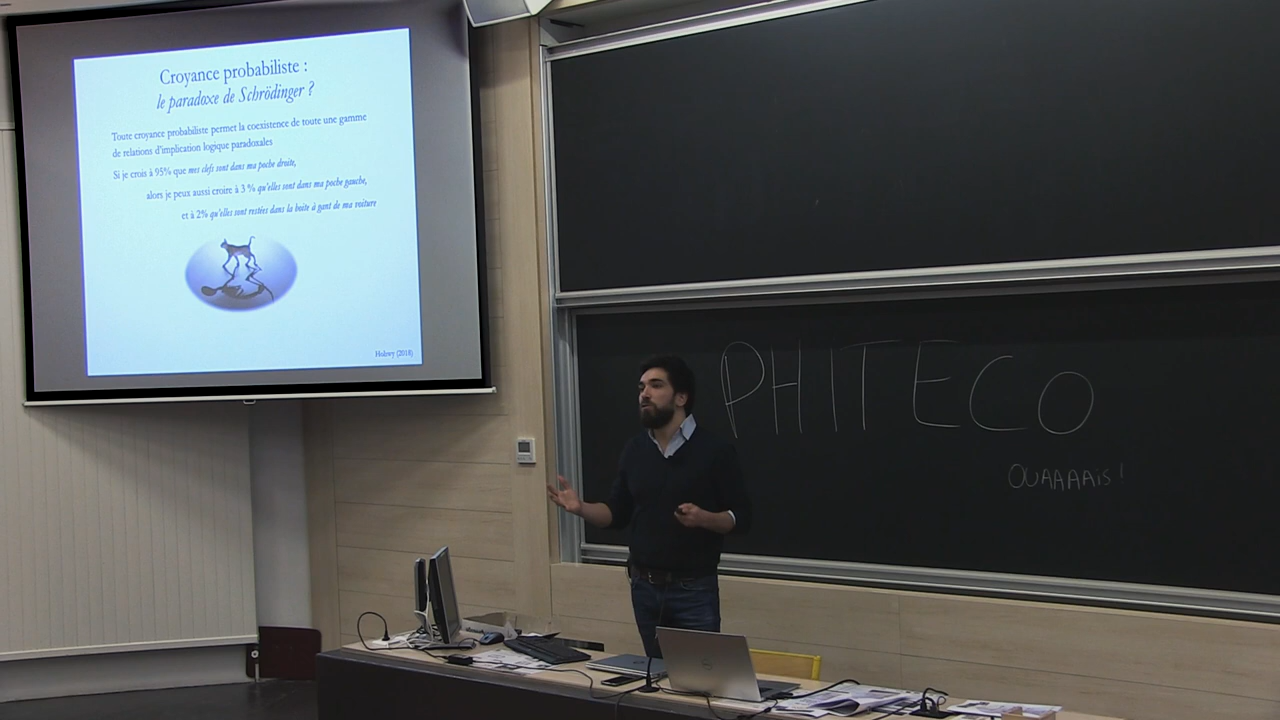 Croyance probabiliste :
le paradoxe de Schrödinger ?
Toute croyance probabiliste permet la coexistence de toute une gamme
de relations d'implication logique paradoxales
Si je crois à 95% que mes clefs sont dans ma poche droite,
alors je peux aussi croire à 3 % qu'elles sont dans ma poche gauche,
et à 2% qu'elles sont restées dans la boite à gant de ma voiture
Hohwy (2018)
PHITECO
OUAAAAis !